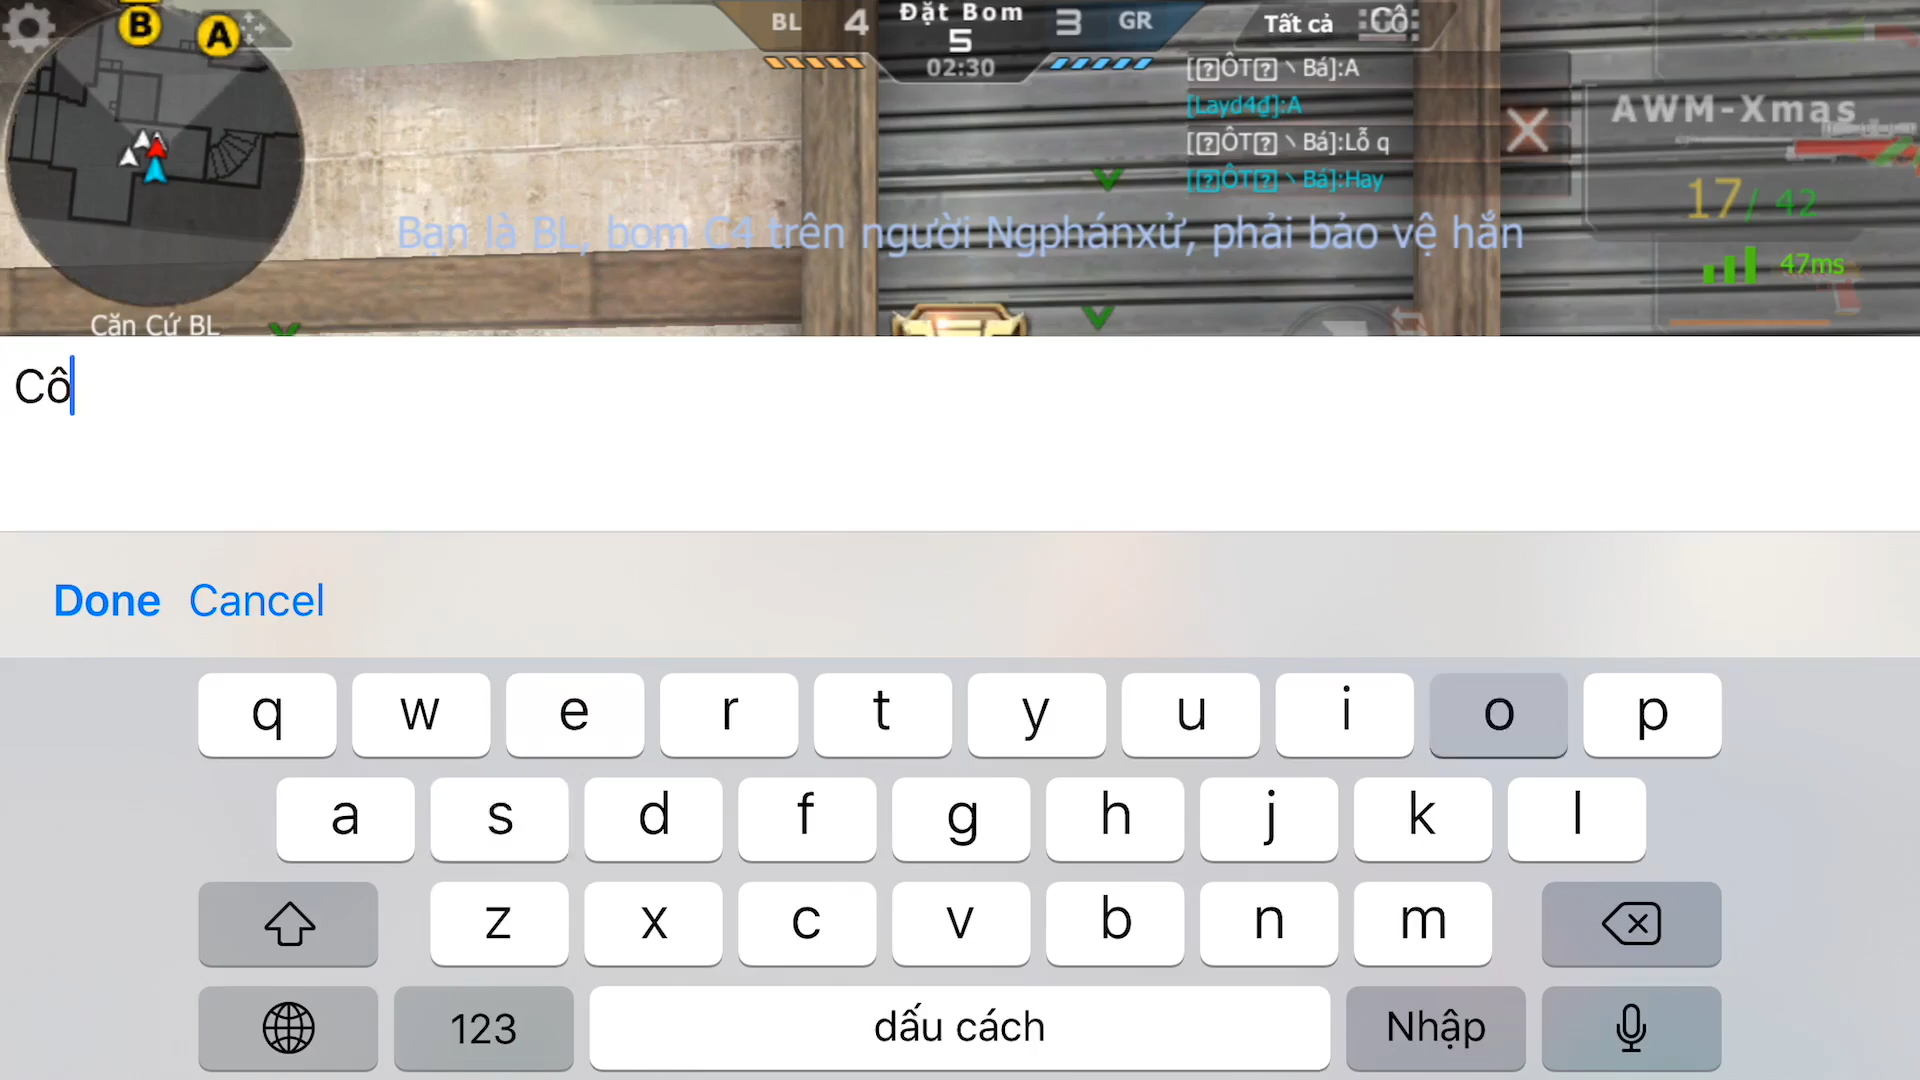 B
A
BL 4 Đặt Bom 3 GR
5
02:30
Tất cả Cô
[⍰ÔT⍰丶Bá]:A
[Layd4₫]:A
[⍰ÔT⍰丶Bá]:Lỗ q
[⍰ÔT⍰丶Bá]:Hay
AWM-Xmas
17/ 42
47ms
Bạn là BL, bom C4 trên người Ngphánxử, phải bảo vệ hắn
Căn Cứ BL
Cô
Done Cancel
q w e r t y u i o p
a s d f g h j k l
z x c v b n m
123 dấu cách Nhập